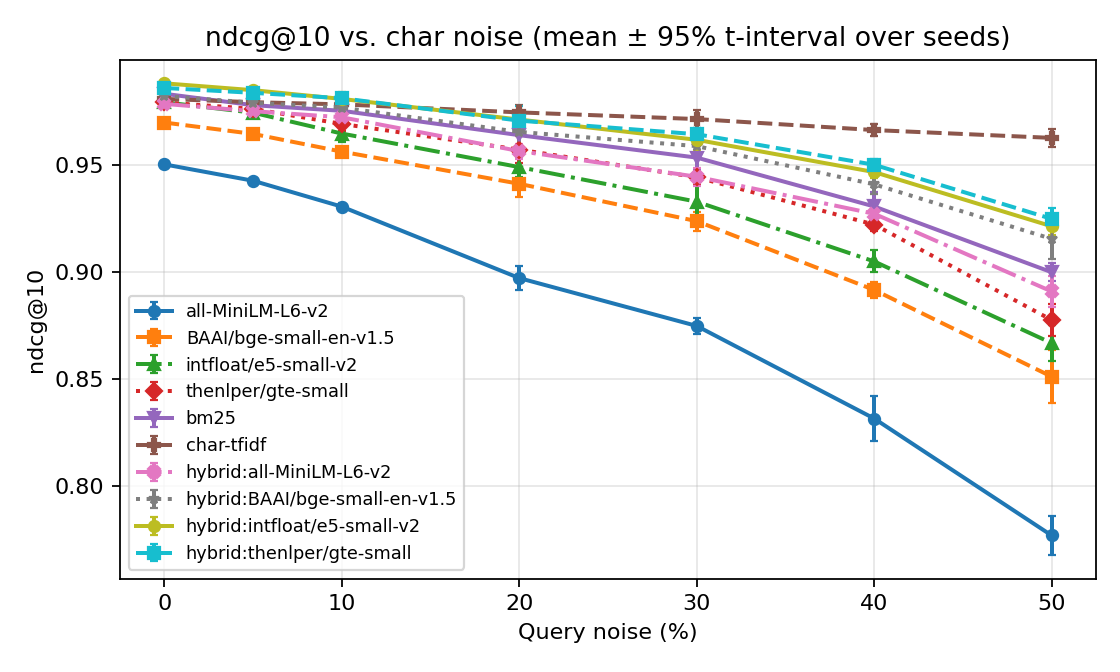 ndcg@10 vs. char noise (mean ± 95% t-interval over seeds)
ndcg@10
0.95
0.90
0.85
0.80
all-MiniLM-L6-v2
BAAI/bge-small-en-v1.5
intfloat/e5-small-v2
thenlper/gte-small
bm25
char-tfidf
hybrid:all-MiniLM-L6-v2
hybrid:BAAI/bge-small-en-v1.5
hybrid:intfloat/e5-small-v2
hybrid:thenlper/gte-small
0 10 20 30 40 50
Query noise (%)